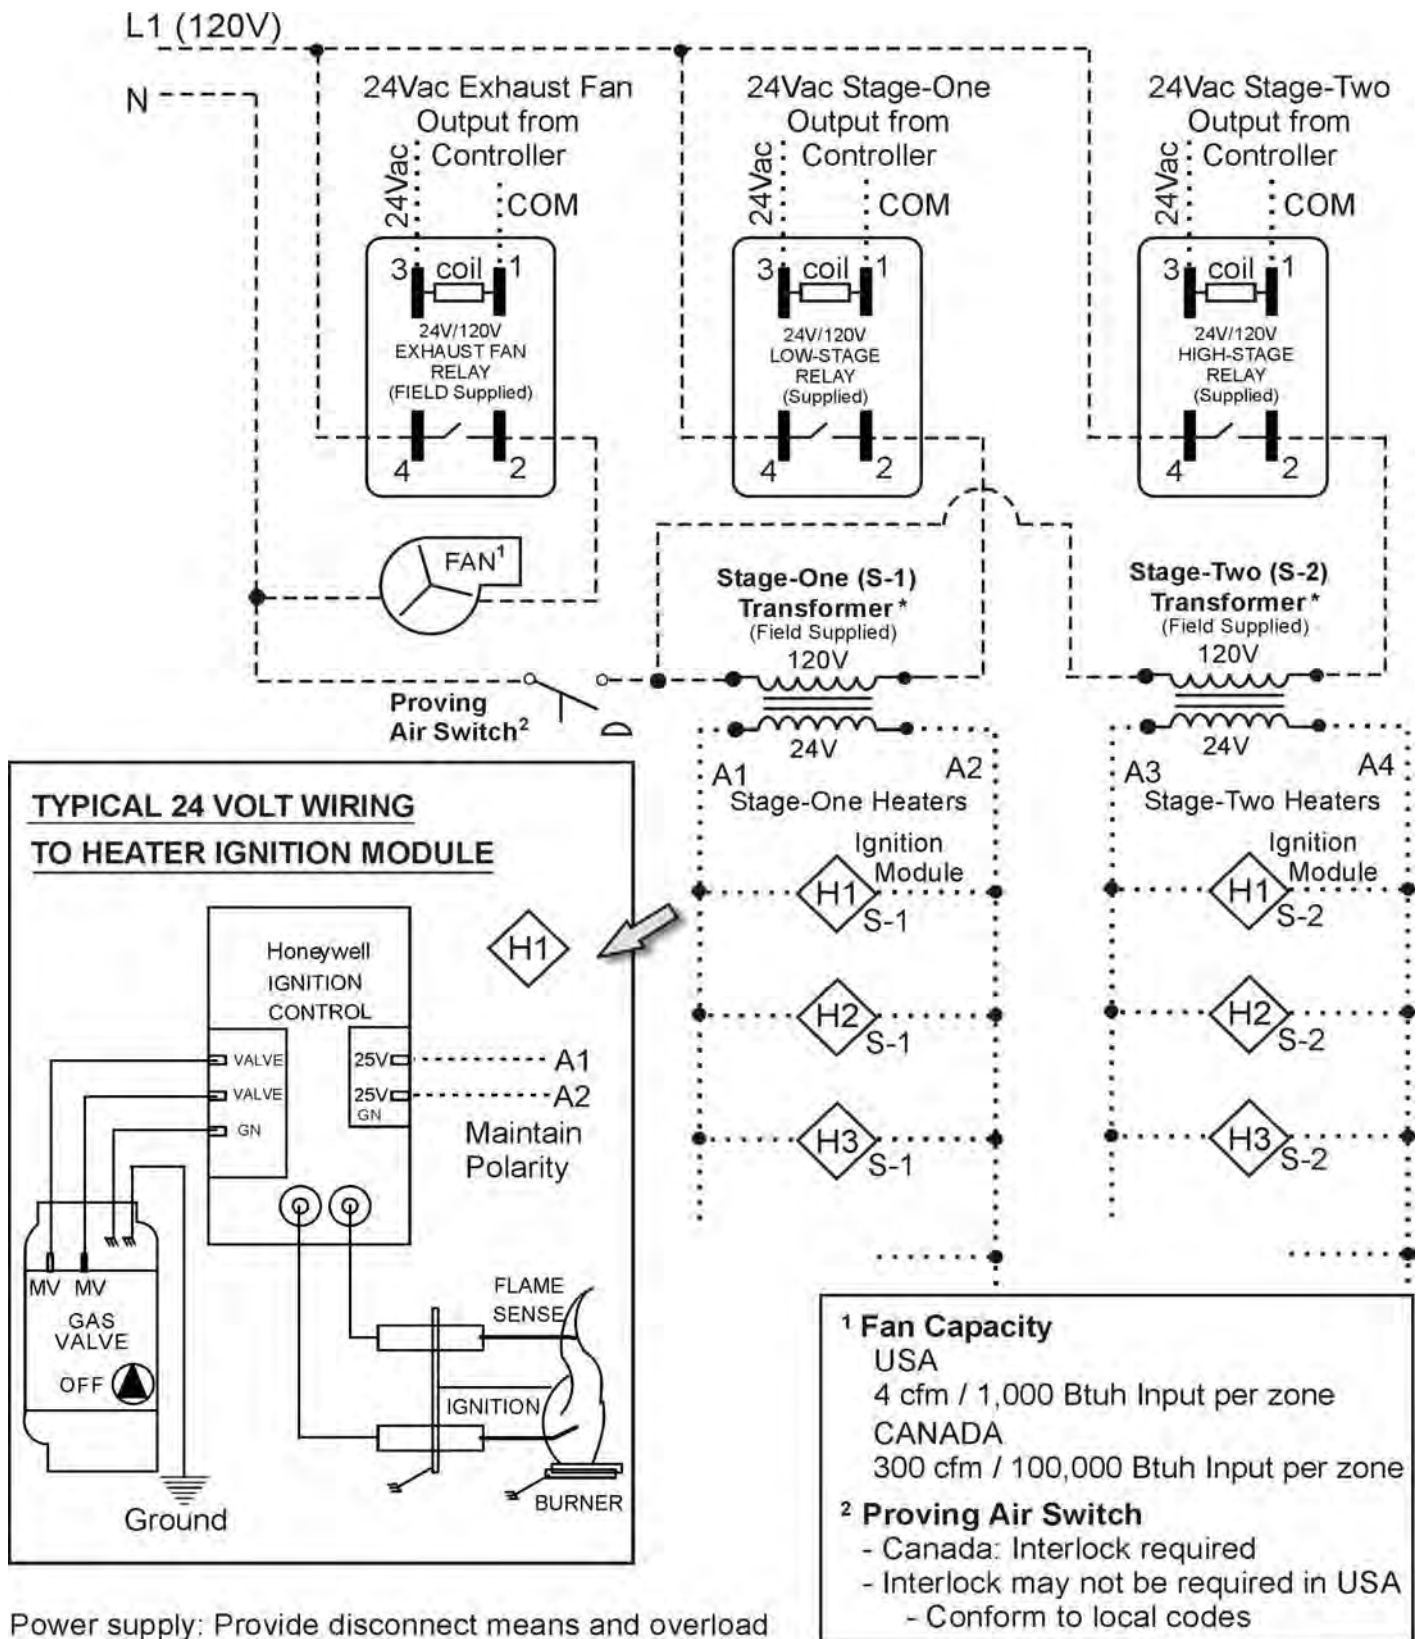 L1 (120V)
N
24Vac Exhaust Fan
Output from
Controller
24Vac
COM
3 coil 1
24V/120V
EXHAUST FAN
RELAY
(FIELD Supplied)
4 2
24Vac Stage-One
Output from
Controller
24Vac
COM
3 coil 1
24V/120V
LOW-STAGE
RELAY
(Supplied)
4 2
24Vac Stage-Two
Output from
Controller
24Vac
COM
3 coil 1
24V/120V
HIGH-STAGE
RELAY
(Supplied)
4 2
FAN¹
Proving
Air Switch²
Stage-One (S-1)
Transformer*
(Field Supplied)
120V
24V
A1 A2
Stage-One Heaters
Ignition
Module
H1
S-1
H2
S-1
H3
S-1
Stage-Two (S-2)
Transformer*
(Field Supplied)
120V
24V
A3 A4
Stage-Two Heaters
Ignition
Module
H1
S-2
H2
S-2
H3
S-2
TYPICAL 24 VOLT WIRING
TO HEATER IGNITION MODULE
H1
Honeywell
IGNITION
CONTROL
VALVE
VALVE
GN
25V
25V
GN
A1
A2
Maintain
Polarity
MV MV
GAS
VALVE
OFF
Ground
FLAME
SENSE
IGNITION
BURNER
¹ Fan Capacity
USA
4 cfm / 1,000 Btuh Input per zone
CANADA
300 cfm / 100,000 Btuh Input per zone
² Proving Air Switch
- Canada: Interlock required
- Interlock may not be required in USA
- Conform to local codes
Power supply: Provide disconnect means and overload